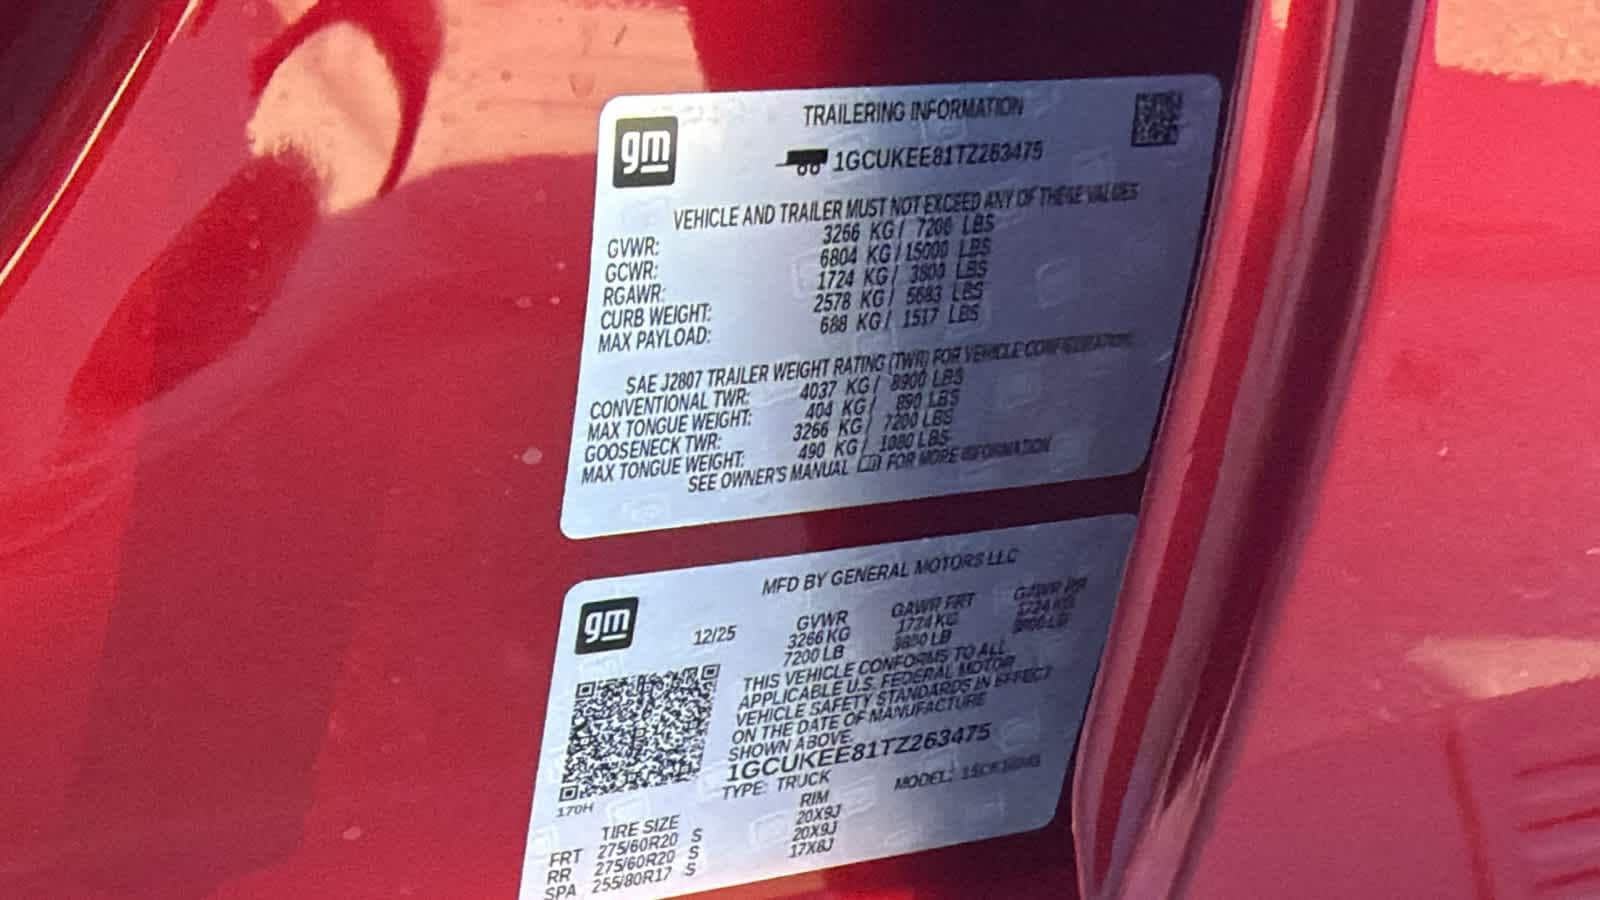 gm
TRAILERING INFORMATION
1GCUKEE81TZ263475
VEHICLE AND TRAILER MUST NOT EXCEED ANY OF THESE VALUES
GVWR: 3266 KG / 7200 LBS
GCWR: 6804 KG / 15000 LBS
RGAWR: 1724 KG / 3800 LBS
CURB WEIGHT: 2578 KG / 5683 LBS
MAX PAYLOAD: 688 KG / 1517 LBS
SAE J2807 TRAILER WEIGHT RATING (TWR) FOR VEHICLE CONFIGURATION
CONVENTIONAL TWR: 4037 KG / 8900 LBS
MAX TONGUE WEIGHT: 404 KG / 890 LBS
GOOSENECK TWR: 3266 KG / 7200 LBS
MAX TONGUE WEIGHT: 490 KG / 1080 LBS
SEE OWNER'S MANUAL FOR MORE INFORMATION
gm
MFD BY GENERAL MOTORS LLC
12/25
GVWR GAWR FRT GAWR RR
3266 KG 1724 KG 1724 KG
7200 LB 3800 LB 3800 LB
THIS VEHICLE CONFORMS TO ALL
APPLICABLE U.S. FEDERAL MOTOR
VEHICLE SAFETY STANDARDS IN EFFECT
ON THE DATE OF MANUFACTURE
SHOWN ABOVE.
1GCUKEE81TZ263475
TYPE: TRUCK MODEL:
170H
TIRE SIZE RIM
FRT 275/60R20 S 20X9J
RR 275/60R20 S 20X9J
SPA 255/80R17 S 17X8J